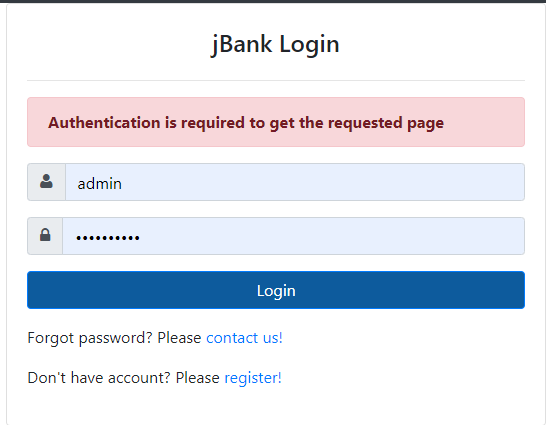 jBank Login
Authentication is required to get the requested page
admin
••••••••••
Login
Forgot password? Please contact us!
Don't have account? Please register!